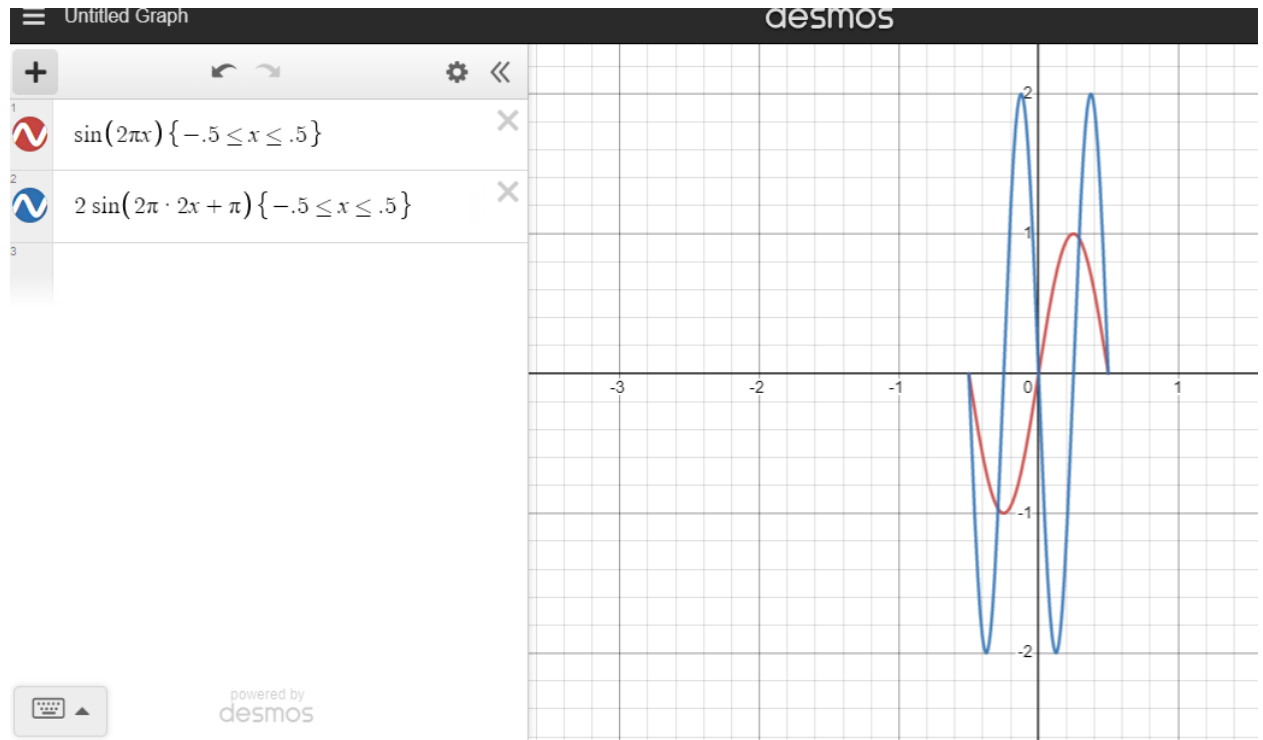 Untitled Graph
desmos
1
sin(2πx){−.5 ≤ x ≤ .5}
2
2 sin(2π · 2x + π){−.5 ≤ x ≤ .5}
3
powered by
desmos
2
1
-3
-2
-1
0
1
-1
-2